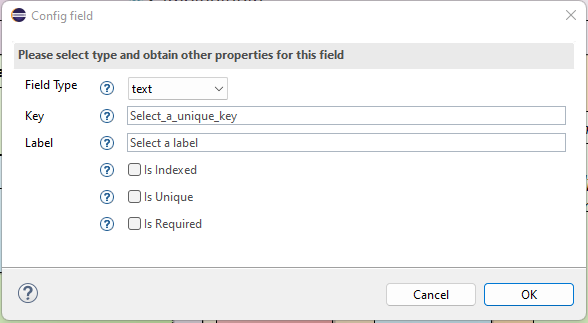 Config field
Please select type and obtain other properties for this field
Field Type ? text
Key ? Select_a_unique_key
Label ? Select a label
? Is Indexed
? Is Unique
? Is Required
? Cancel OK